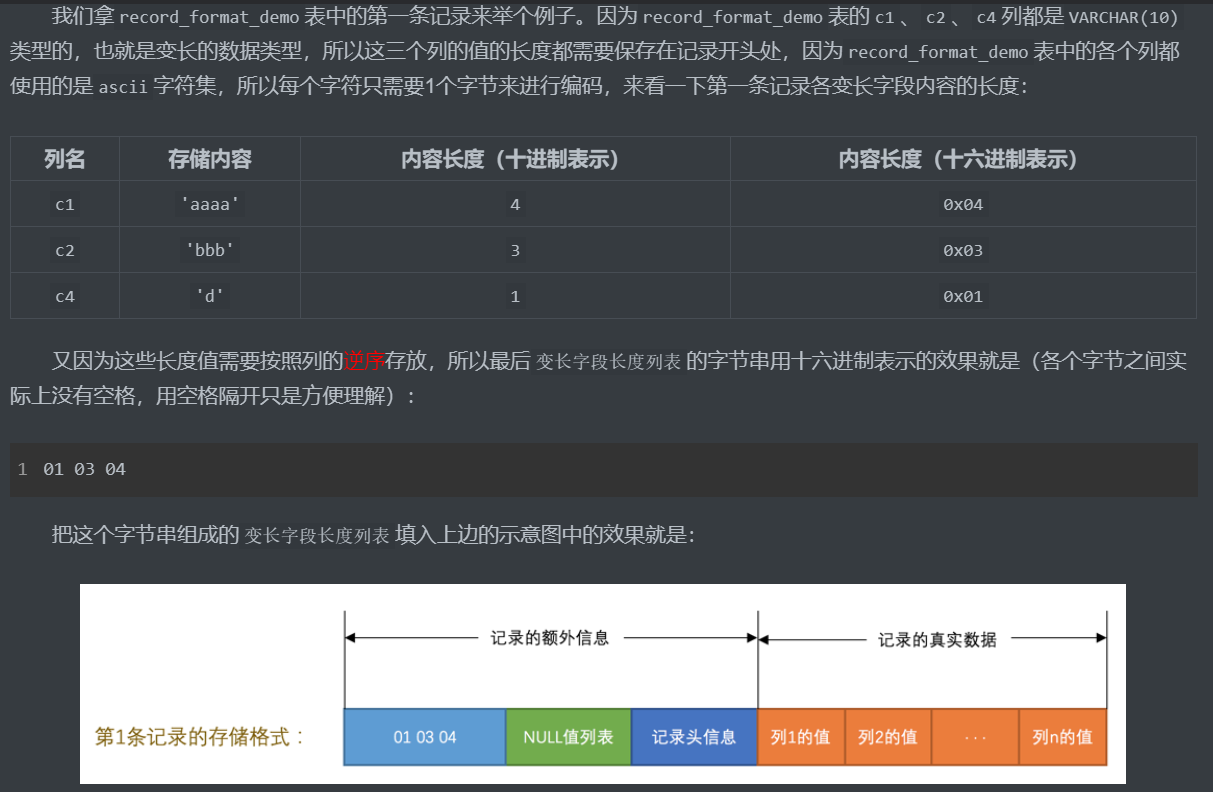 我们拿 record_format_demo 表中的第一条记录来举个例子。因为 record_format_demo 表的 c1 、 c2 、 c4 列都是 VARCHAR(10)
类型的，也就是变长的数据类型，所以这三个列的值的长度都需要保存在记录开头处，因为 record_format_demo 表中的各个列都
使用的是 ascii 字符集，所以每个字符只需要1个字节来进行编码，来看一下第一条记录各变长字段内容的长度：
列名 存储内容 内容长度（十进制表示） 内容长度（十六进制表示）
c1 'aaaa' 4 0x04
c2 'bbb' 3 0x03
c4 'd' 1 0x01
又因为这些长度值需要按照列的逆序存放，所以最后 变长字段长度列表 的字节串用十六进制表示的效果就是（各个字节之间实
际上没有空格，用空格隔开只是方便理解）：
1 01 03 04
把这个字节串组成的 变长字段长度列表 填入上边的示意图中的效果就是：
记录的额外信息 记录的真实数据
第1条记录的存储格式： 01 03 04 NULL值列表 记录头信息 列1的值 列2的值 ... 列n的值